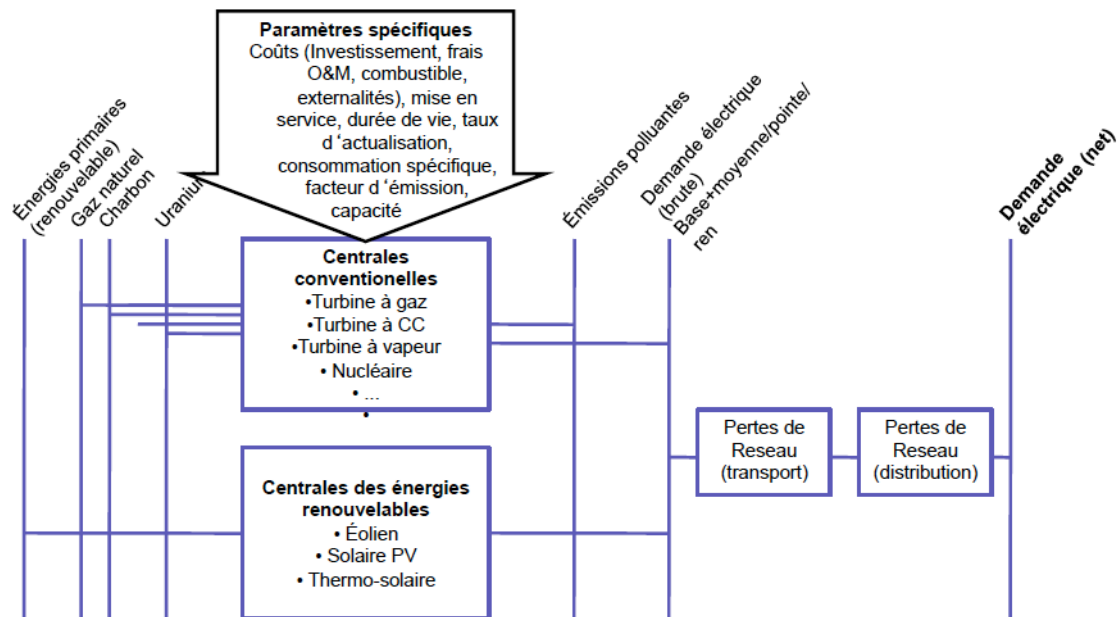 Paramètres spécifiques
Coûts (Investissement, frais
O&M, combustible,
externalités), mise en
service, durée de vie, taux
d ‘actualisation,
consommation spécifique,
facteur d ‘émission,
capacité
Énergies primaires
(renouvelable)
Gaz naturel
Charbon
Uranium
Émissions polluantes
Demande électrique
(brute)
Base+moyenne/pointe/
ren
Demande
électrique (net)
Centrales
conventionelles
•Turbine à gaz
•Turbine à CC
•Turbine à vapeur
• Nucléaire
• ...
•
Pertes de
Reseau
(transport)
Pertes de
Reseau
(distribution)
Centrales des énergies
renouvelables
• Éolien
• Solaire PV
• Thermo-solaire